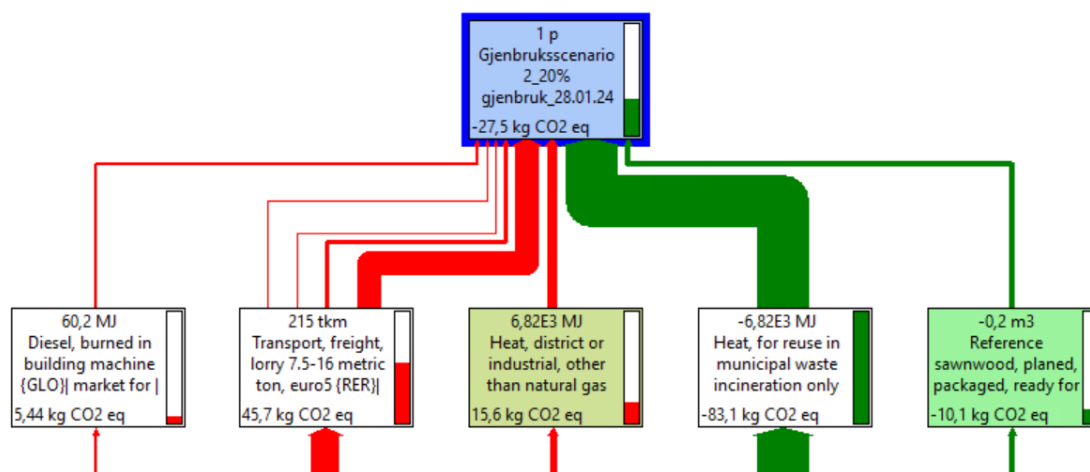 1 p
Gjenbruksscenario
2_20%
gjenbruk_28.01.24
-27,5 kg CO2 eq
60,2 MJ
Diesel, burned in
building machine
{GLO}| market for |
5,44 kg CO2 eq
215 tkm
Transport, freight,
lorry 7.5-16 metric
ton, euro5 {RER}|
45,7 kg CO2 eq
6,82E3 MJ
Heat, district or
industrial, other
than natural gas
15,6 kg CO2 eq
-6,82E3 MJ
Heat, for reuse in
municipal waste
incineration only
-83,1 kg CO2 eq
-0,2 m3
Reference
sawnwood, planed,
packaged, ready for
-10,1 kg CO2 eq